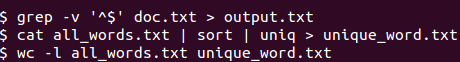 $ grep -v '^$' doc.txt > output.txt
$ cat all_words.txt | sort | uniq > unique_word.txt
$ wc -l all_words.txt unique_word.txt